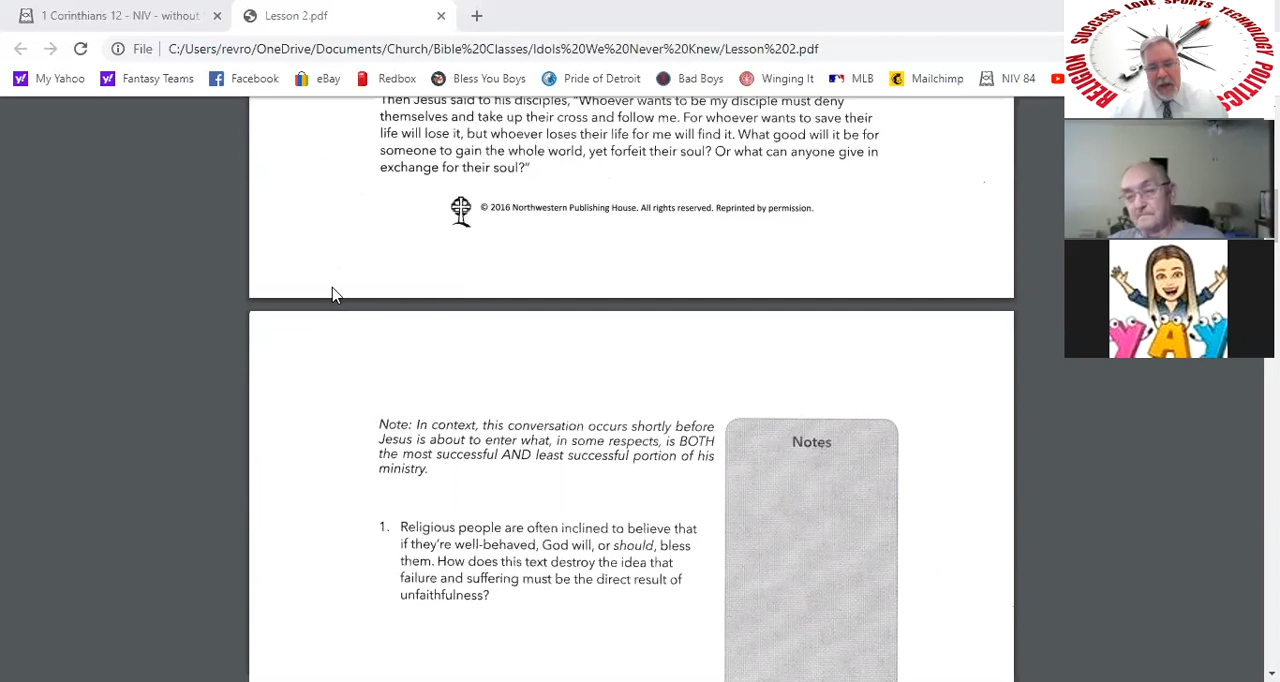 1 Corinthians 12 - NIV - without
Lesson 2.pdf
File
C:/Users/revro/OneDrive/Documents/Church/Bible%20Classes/Idols%20We%20Never%20Knew/Lesson%202.pdf
My Yahoo
Fantasy Teams
Facebook
eBay
Redbox
Bless You Boys
Pride of Detroit
Bad Boys
Winging It
MLB
Mailchimp
NIV 84
Then Jesus said to his disciples, "Whoever wants to be my disciple must deny
themselves and take up their cross and follow me. For whoever wants to save their
life will lose it, but whoever loses their life for me will find it. What good will it be for
someone to gain the whole world, yet forfeit their soul? Or what can anyone give in
exchange for their soul?"
© 2016 Northwestern Publishing House. All rights reserved. Reprinted by permission.
Note: In context, this conversation occurs shortly before
Jesus is about to enter what, in some respects, is BOTH
the most successful AND least successful portion of his
ministry.
Notes
1. Religious people are often inclined to believe that
if they're well-behaved, God will, or should, bless
them. How does this text destroy the idea that
failure and suffering must be the direct result of
unfaithfulness?
RELIGION SUCCESS LOVE SPORTS TECHNOLOGY POLITICS
YAY